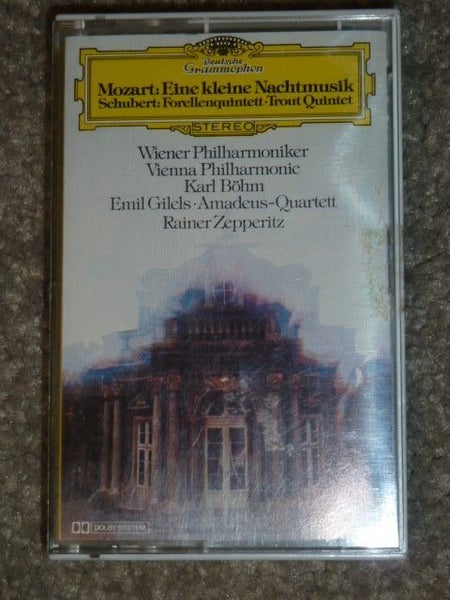 Deutsche
Grammophon
Mozart: Eine kleine Nachtmusik
Schubert: Forellenquintett · Trout Quintet
STEREO
Wiener Philharmoniker
Vienna Philharmonic
Karl Böhm
Emil Gilels · Amadeus-Quartett
Rainer Zepperitz
DOLBY SYSTEM